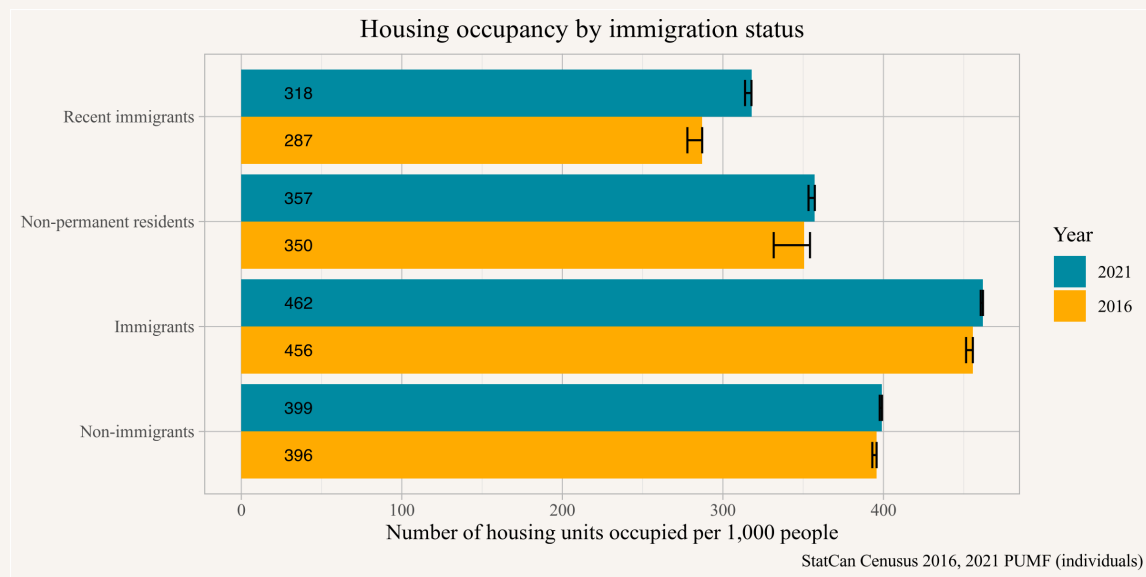 Housing occupancy by immigration status
Recent immigrants
318
287
Non-permanent residents
357
350
Immigrants
462
456
Non-immigrants
399
396
0 100 200 300 400
Number of housing units occupied per 1,000 people
Year
2021
2016
StatCan Cenusus 2016, 2021 PUMF (individuals)